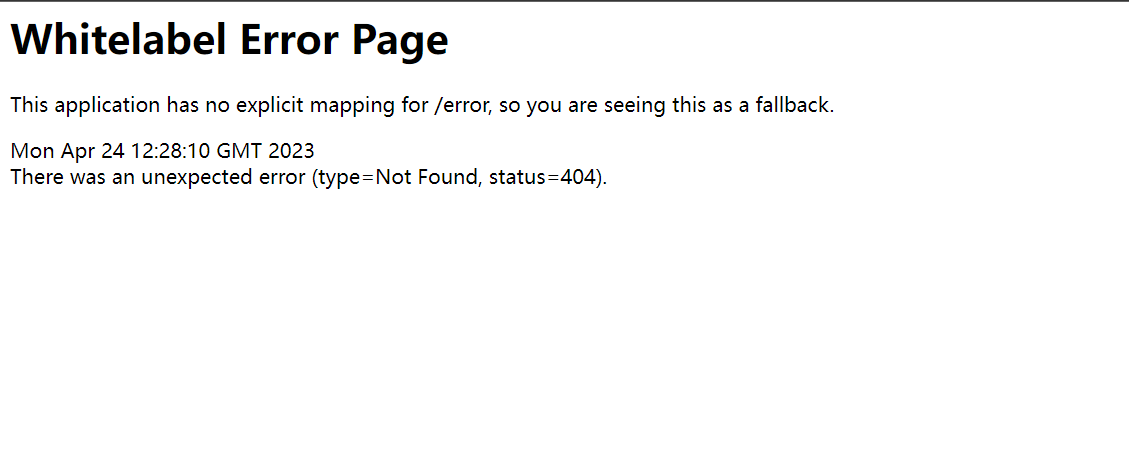 Whitelabel Error Page
This application has no explicit mapping for /error, so you are seeing this as a fallback.
Mon Apr 24 12:28:10 GMT 2023
There was an unexpected error (type=Not Found, status=404).